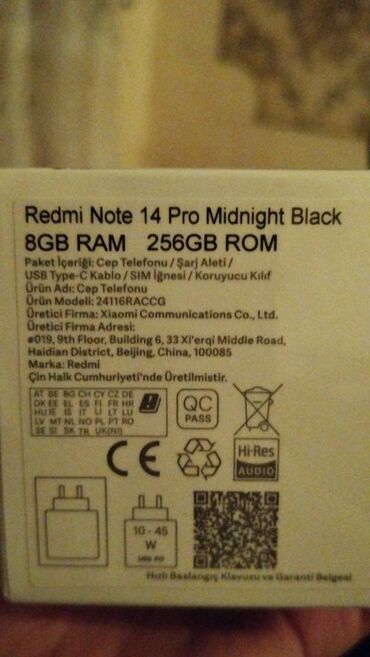 Redmi Note 14 Pro Midnight Black
8GB RAM 256GB ROM
Paket İçeriği: Cep Telefonu / Şarj Aleti /
USB Type-C Kablo / SIM İğnesi / Koruyucu Kılıf
Ürün Adı: Cep Telefonu
Ürün Modeli: 24116RACCG
Üretici Firma: Xiaomi Communications Co., Ltd.
Üretici Firma Adresi:
#019, 9th Floor, Building 6, 33 Xi'erqi Middle Road,
Haidian District, Beijing, China, 100085
Marka: Redmi
Çin Halk Cumhuriyeti'nde Üretilmiştir.
AT BE BG CH CY CZ DE
DK EE EL ES FI FR HR
HU IE IS IT LI LT LU
LV MT NL NO PL PT RO
SE SI SK TR UK(NI)
QC
PASS
CE
Hi-Res
AUDIO
10 - 45
W
USB PD
Hızlı Başlangıç Klavuzu ve Garanti Belgesi